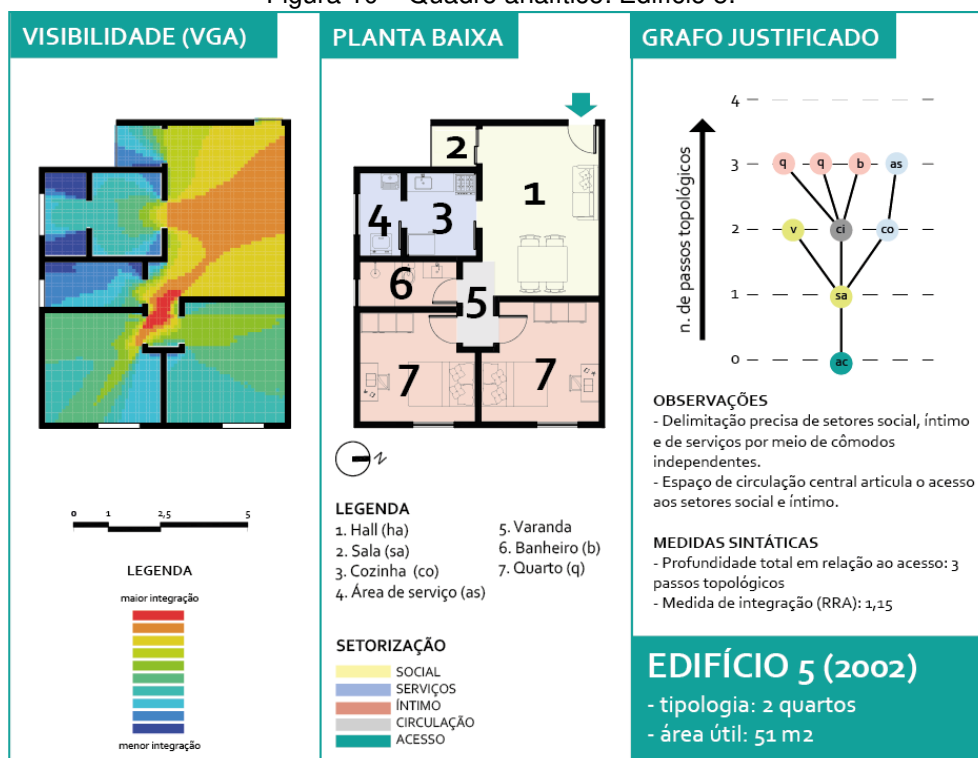 Figura 10 – Quadro analítico: Edifício 5.
VISIBILIDADE (VGA)
0 1 2,5 5
LEGENDA
maior integração
menor integração
PLANTA BAIXA
2
1
4
3
6
5
7
7
N
LEGENDA
1. Hall (ha)
2. Sala (sa)
3. Cozinha (co)
4. Área de serviço (as)
5. Varanda
6. Banheiro (b)
7. Quarto (q)
SETORIZAÇÃO
SOCIAL
SERVIÇOS
ÍNTIMO
CIRCULAÇÃO
ACESSO
GRAFO JUSTIFICADO
n. de passos topológicos
4
3 q q b as
2 v ci co
1 sa
0 ac
OBSERVAÇÕES
- Delimitação precisa de setores social, íntimo
e de serviços por meio de cômodos
independentes.
- Espaço de circulação central articula o acesso
aos setores social e íntimo.
MEDIDAS SINTÁTICAS
- Profundidade total em relação ao acesso: 3
passos topológicos
- Medida de integração (RRA): 1,15
EDIFÍCIO 5 (2002)
- tipologia: 2 quartos
- área útil: 51 m2